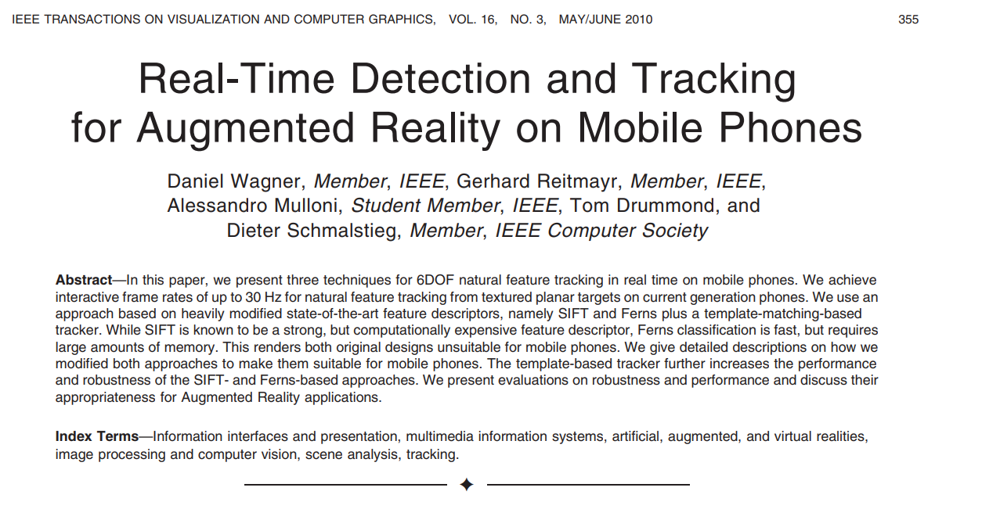 IEEE TRANSACTIONS ON VISUALIZATION AND COMPUTER GRAPHICS, VOL. 16, NO. 3, MAY/JUNE 2010 355
Real-Time Detection and Tracking
for Augmented Reality on Mobile Phones
Daniel Wagner, Member, IEEE, Gerhard Reitmayr, Member, IEEE,
Alessandro Mulloni, Student Member, IEEE, Tom Drummond, and
Dieter Schmalstieg, Member, IEEE Computer Society
Abstract—In this paper, we present three techniques for 6DOF natural feature tracking in real time on mobile phones. We achieve
interactive frame rates of up to 30 Hz for natural feature tracking from textured planar targets on current generation phones. We use an
approach based on heavily modified state-of-the-art feature descriptors, namely SIFT and Ferns plus a template-matching-based
tracker. While SIFT is known to be a strong, but computationally expensive feature descriptor, Ferns classification is fast, but requires
large amounts of memory. This renders both original designs unsuitable for mobile phones. We give detailed descriptions on how we
modified both approaches to make them suitable for mobile phones. The template-based tracker further increases the performance
and robustness of the SIFT- and Ferns-based approaches. We present evaluations on robustness and performance and discuss their
appropriateness for Augmented Reality applications.
Index Terms—Information interfaces and presentation, multimedia information systems, artificial, augmented, and virtual realities,
image processing and computer vision, scene analysis, tracking.